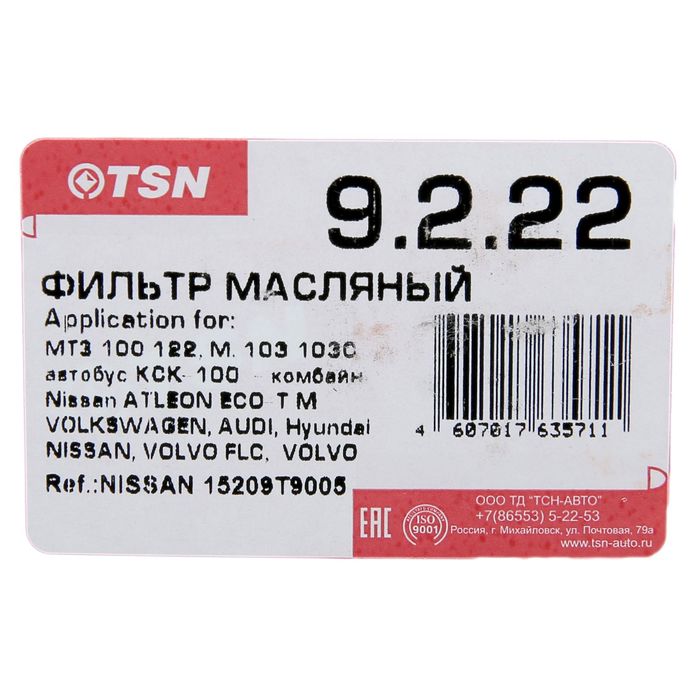 TSN
9.2.22
ФИЛЬТР МАСЛЯНЫЙ
Application for:
МТЗ 100 122, М. 103 1030
автобус КСК- 100 комбайн
Nissan ATLEON ECO T M
VOLKSWAGEN, AUDI, Hyundai
NISSAN, VOLVO FLC, VOLVO
Ref.:NISSAN 15209T9005
4 607017 635711
EAC
ISO 9001
ООО ТД "ТСН-АВТО"
+7(86553) 5-22-53
Россия, г. Михайловск, ул. Почтовая, 79а
www.tsn-auto.ru